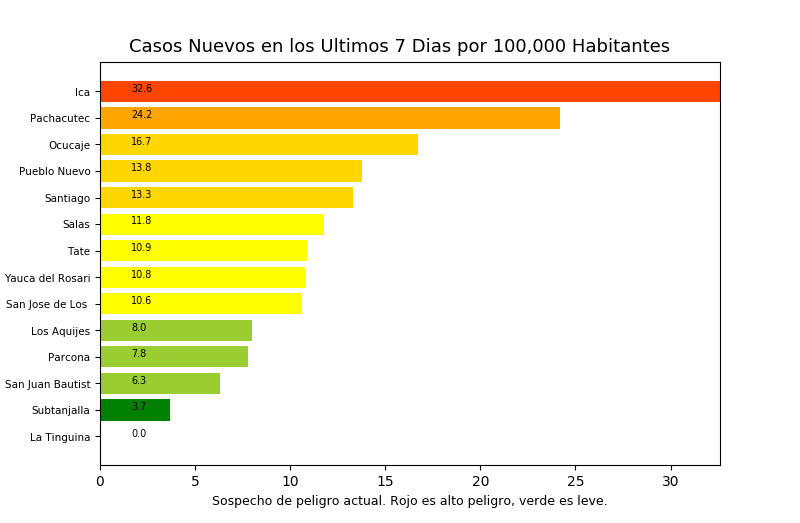 Casos Nuevos en los Ultimos 7 Dias por 100,000 Habitantes
Ica 32.6
Pachacutec 24.2
Ocucaje 16.7
Pueblo Nuevo 13.8
Santiago 13.3
Salas 11.8
Tate 10.9
Yauca del Rosari 10.8
San Jose de Los 10.6
Los Aquijes 8.0
Parcona 7.8
San Juan Bautist 6.3
Subtanjalla 3.7
La Tinguina 0.0
0 5 10 15 20 25 30
Sospecho de peligro actual. Rojo es alto peligro, verde es leve.